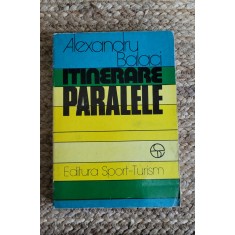 Alexandru
Balaci
ITINERARE
PARALELE
Editura Sport-Turism